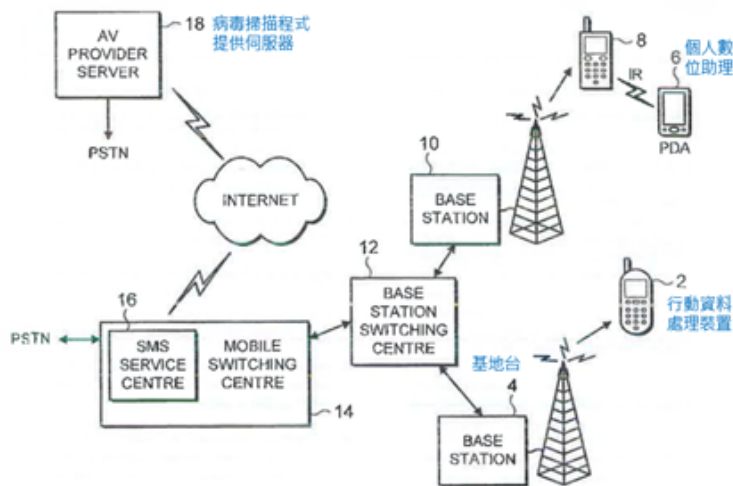 AV
PROVIDER
SERVER
18 病毒掃描程式
提供伺服器
PSTN
INTERNET
8
個人數
6 位助理
IR
PDA
10
BASE
STATION
12
BASE
STATION
SWITCHING
CENTRE
2
行動資料
處理裝置
PSTN
16
SMS
SERVICE
CENTRE
MOBILE
SWITCHING
CENTRE
14
基地台
4
BASE
STATION